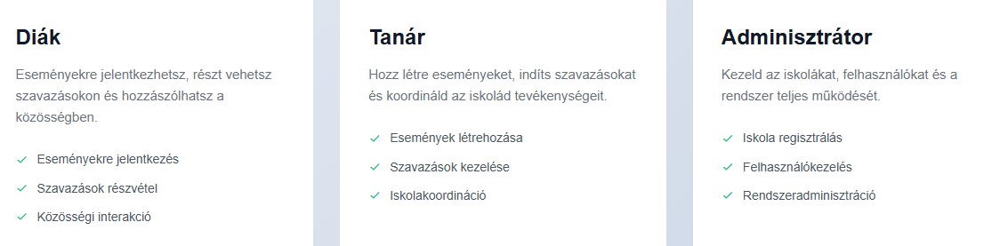 Diák
Eseményekre jelentkezhetsz, részt vehetsz
szavazásokon és hozzászólhatsz a
közösségben.
Eseményekre jelentkezés
Szavazások részvétel
Közösségi interakció
Tanár
Hozz létre eseményeket, indíts szavazásokat
és koordináld az iskolád tevékenységeit.
Események létrehozása
Szavazások kezelése
Iskolakoordináció
Adminisztrátor
Kezeld az iskolákat, felhasználókat és a
rendszer teljes működését.
Iskola regisztrálás
Felhasználókezelés
Rendszeradminisztráció